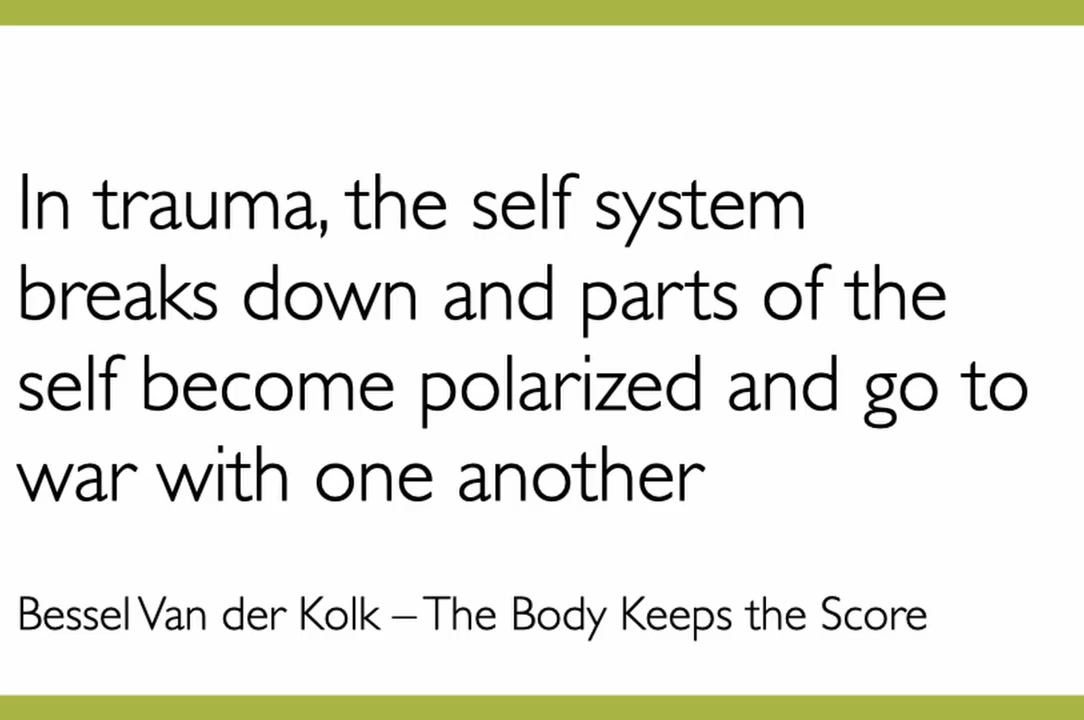 In trauma, the self system
breaks down and parts of the
self become polarized and go to
war with one another
Bessel Van der Kolk – The Body Keeps the Score